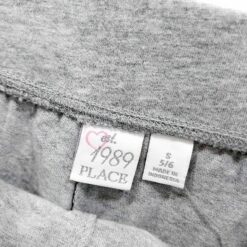 est.
1989
PLACE
S
5/6
MADE IN
INDONESIA